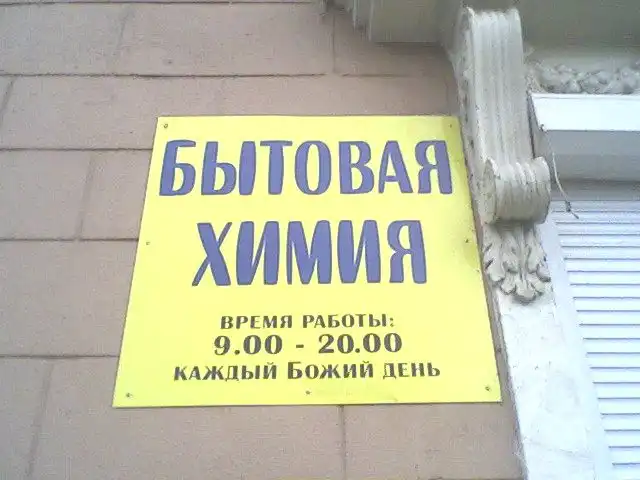 БЫТОВАЯ
ХИМИЯ
ВРЕМЯ РАБОТЫ:
9.00 - 20.00
КАЖДЫЙ БОЖИЙ ДЕНЬ